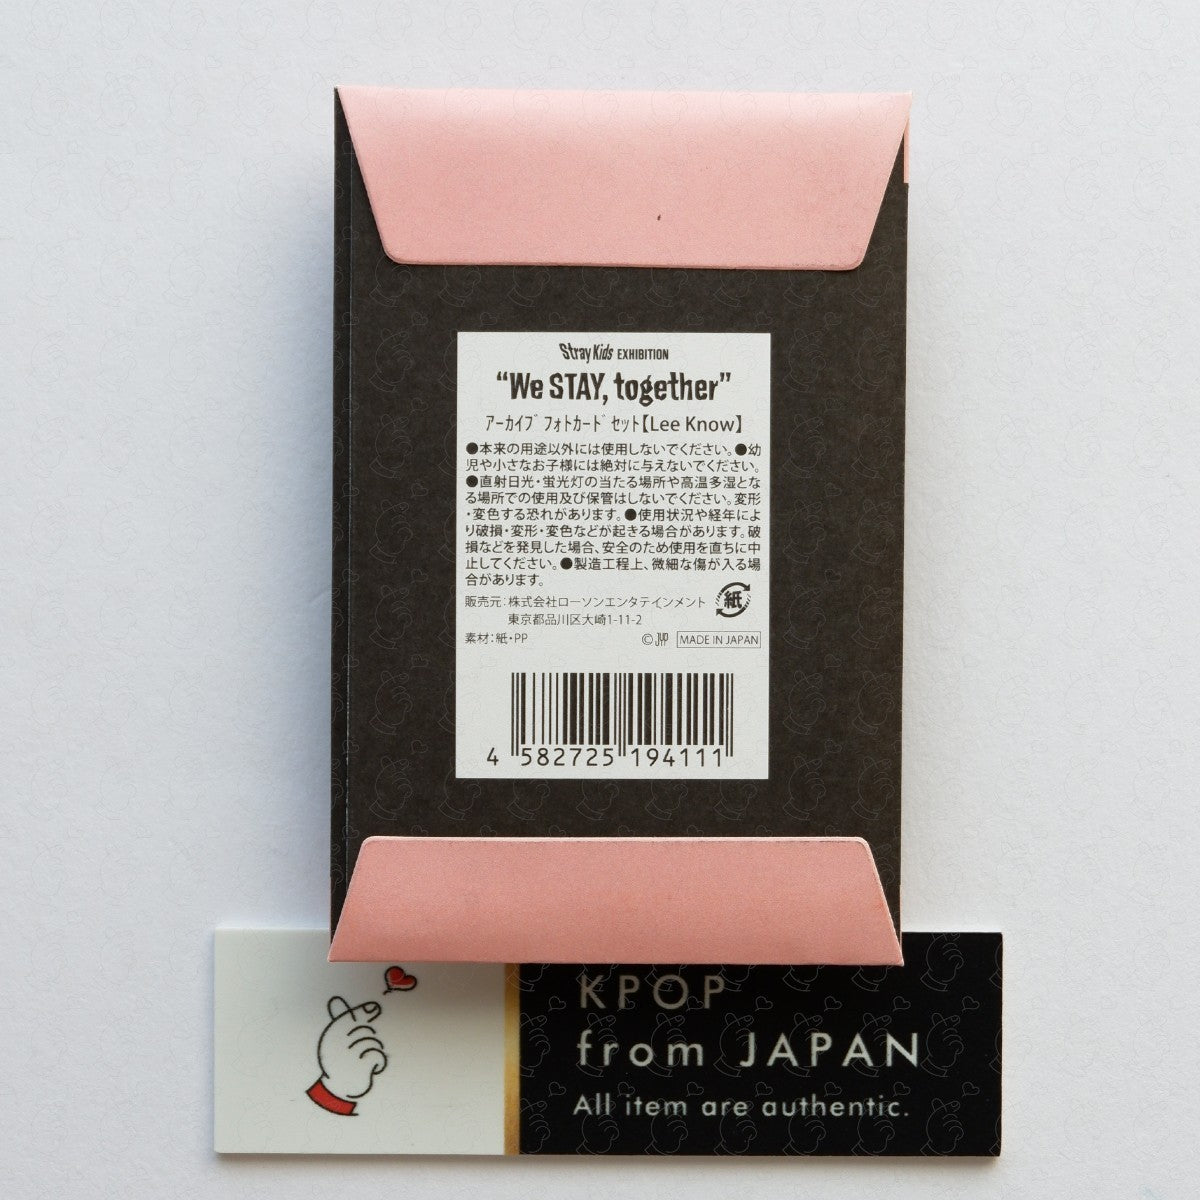 Stray Kids EXHIBITION
“We STAY, together”
ｱｰｶｲﾌﾞ ﾌｫﾄｶｰﾄﾞ ｾｯﾄ【Lee Know】
●本来の用途以外には使用しないでください。●幼
児や小さなお子様には絶対に与えないでください。
●直射日光・蛍光灯の当たる場所や高温多湿とな
る場所での使用及び保管はしないでください。変形
・変色する恐れがあります。●使用状況や経年によ
り破損・変形・変色などが起きる場合があります。破
損などを発見した場合、安全のため使用を直ちに中
止してください。●製造工程上、微細な傷が入る場
合があります。
販売元：株式会社ローソンエンタテインメント
東京都品川区大崎1-11-2
紙
素材：紙・PP
© JYP MADE IN JAPAN
4 582725 194111
KPOP
from JAPAN
All item are authentic.